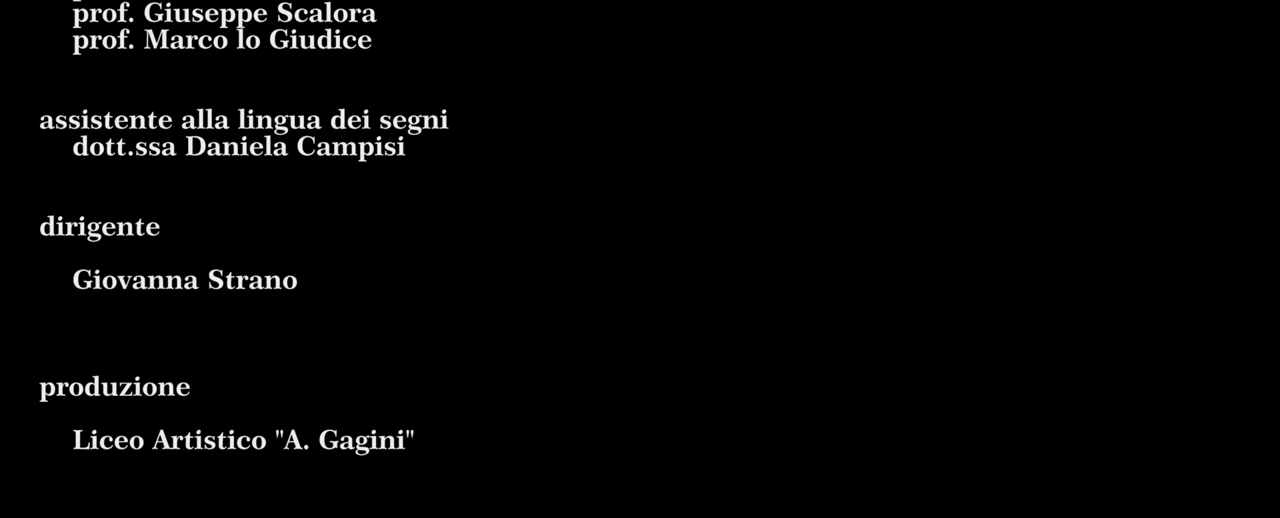 prof. Giuseppe Scalora
prof. Marco lo Giudice
assistente alla lingua dei segni
dott.ssa Daniela Campisi
dirigente
Giovanna Strano
produzione
Liceo Artistico "A. Gagini"